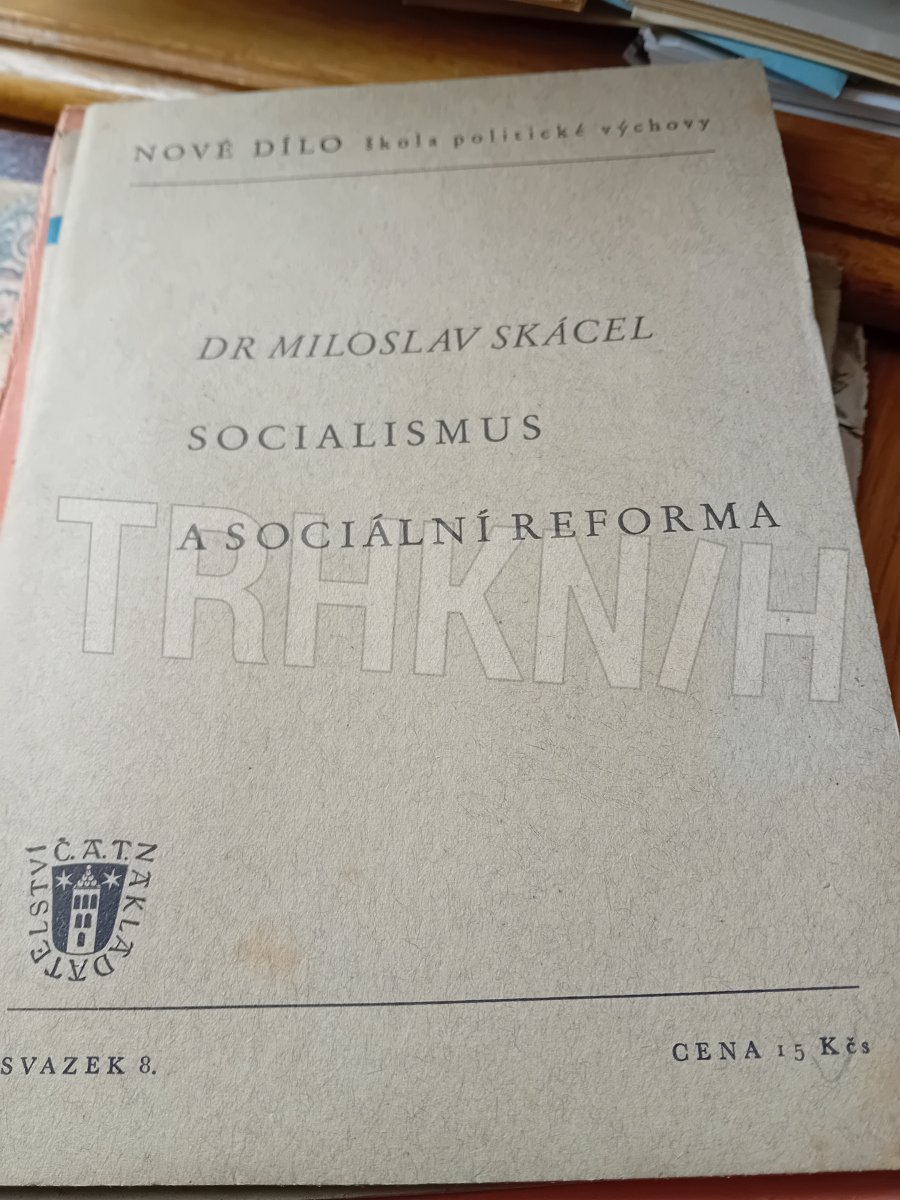 NOVÉ DÍLO škola politické výchovy
DR MILOSLAV SKÁCEL
SOCIALISMUS
A SOCIÁLNÍ REFORMA
TRHKNIH
Č.A.T. NAKLADATELSTVÍ
SVAZEK 8.
CENA 15 Kčs